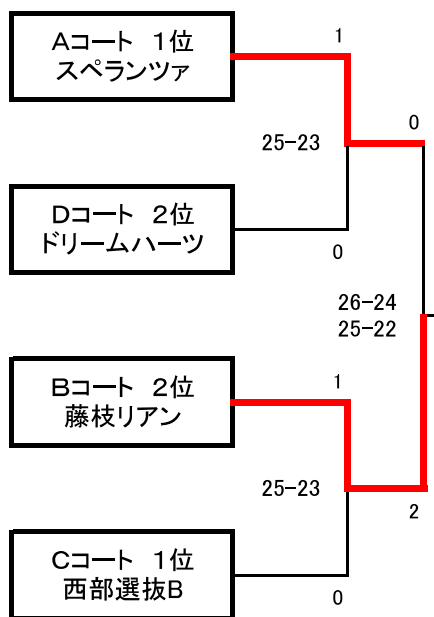 Aコート 1位
スペランツァ
1
0
25-23
Dコート 2位
ドリームハーツ
0
26-24
25-22
Bコート 2位
藤枝リアン
1
25-23
2
Cコート 1位
西部選抜B
0